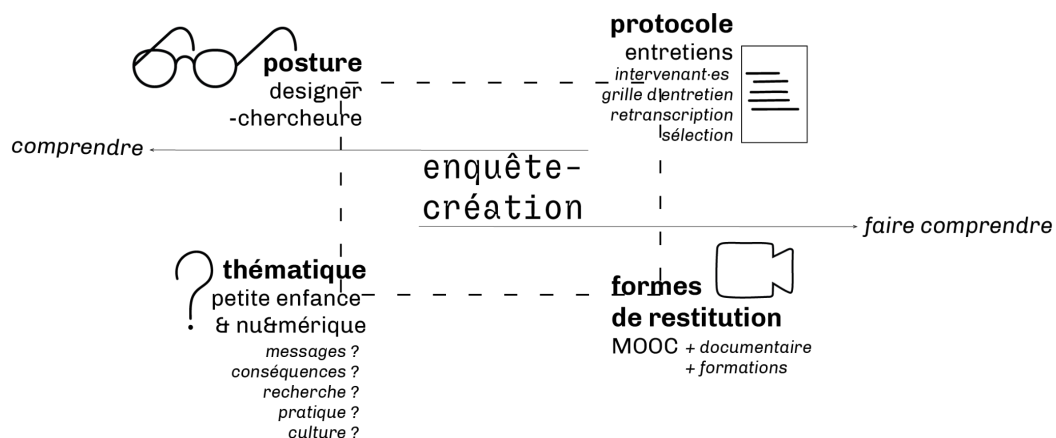 posture
designer
-chercheure
protocole
entretiens
intervenant·es
grille d'entretien
retranscription
sélection
comprendre
enquête-
création
faire comprendre
thématique
petite enfance
& nu&mérique
messages ?
conséquences ?
recherche ?
pratique ?
culture ?
formes
de restitution
MOOC + documentaire
+ formations